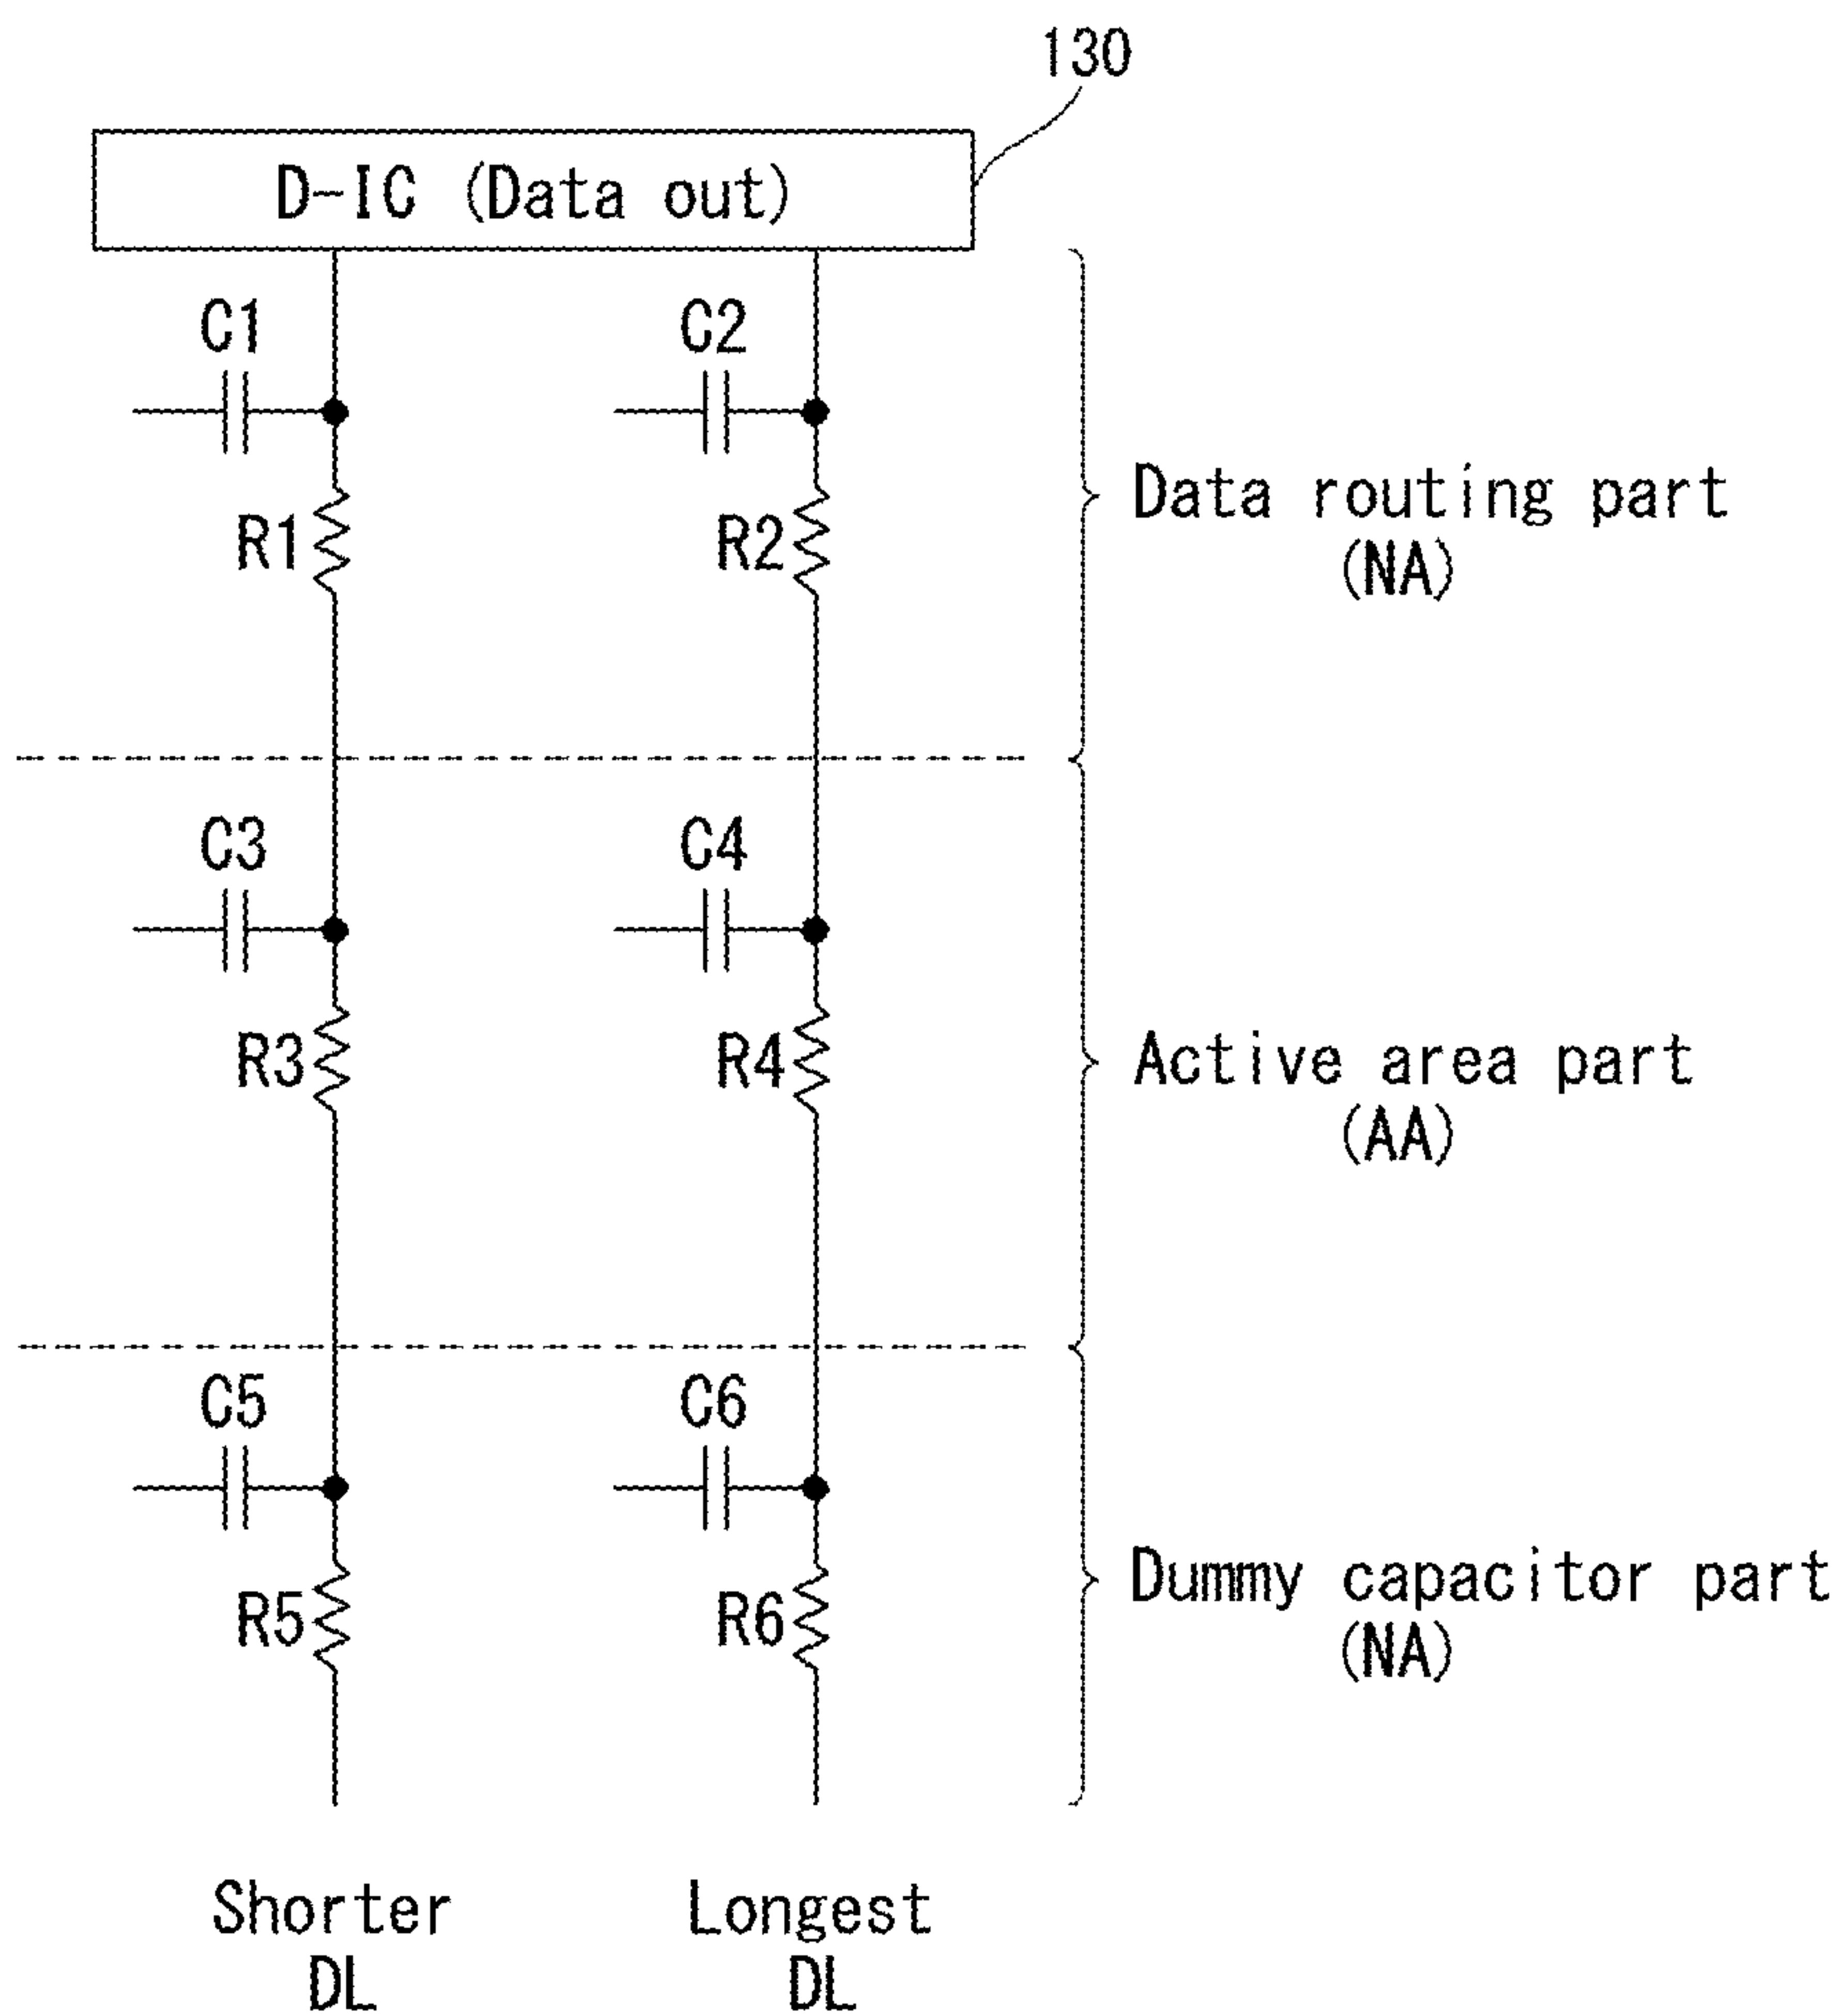 130
D-IC (Data out)
C1
C2
R1
R2
Data routing part
(NA)
C3
C4
R3
R4
Active area part
(AA)
C5
C6
R5
R6
Dummy capacitor part
(NA)
Shorter
DL
Longest
DL